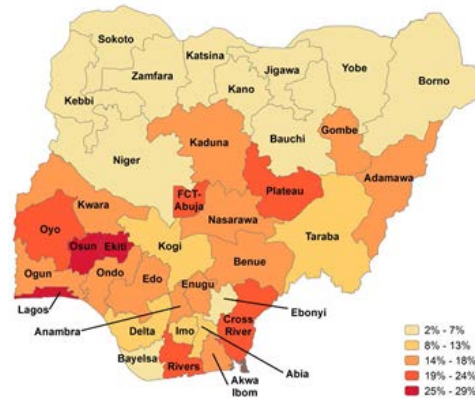 Sokoto
Katsina
Zamfara
Jigawa
Yobe
Kano
Borno
Kebbi
Bauchi
Gombe
Kaduna
Niger
Adamawa
FCT-
Abuja
Plateau
Kwara
Nasarawa
Oyo
Taraba
Osun
Ekiti
Kogi
Benue
Ogun
Ondo
Edo
Enugu
Lagos
Ebonyi
Anambra
Cross
River
Delta
Imo
Bayelsa
Abia
Rivers
Akwa
Ibom
2% - 7%
8% - 13%
14% - 18%
19% - 24%
25% - 29%